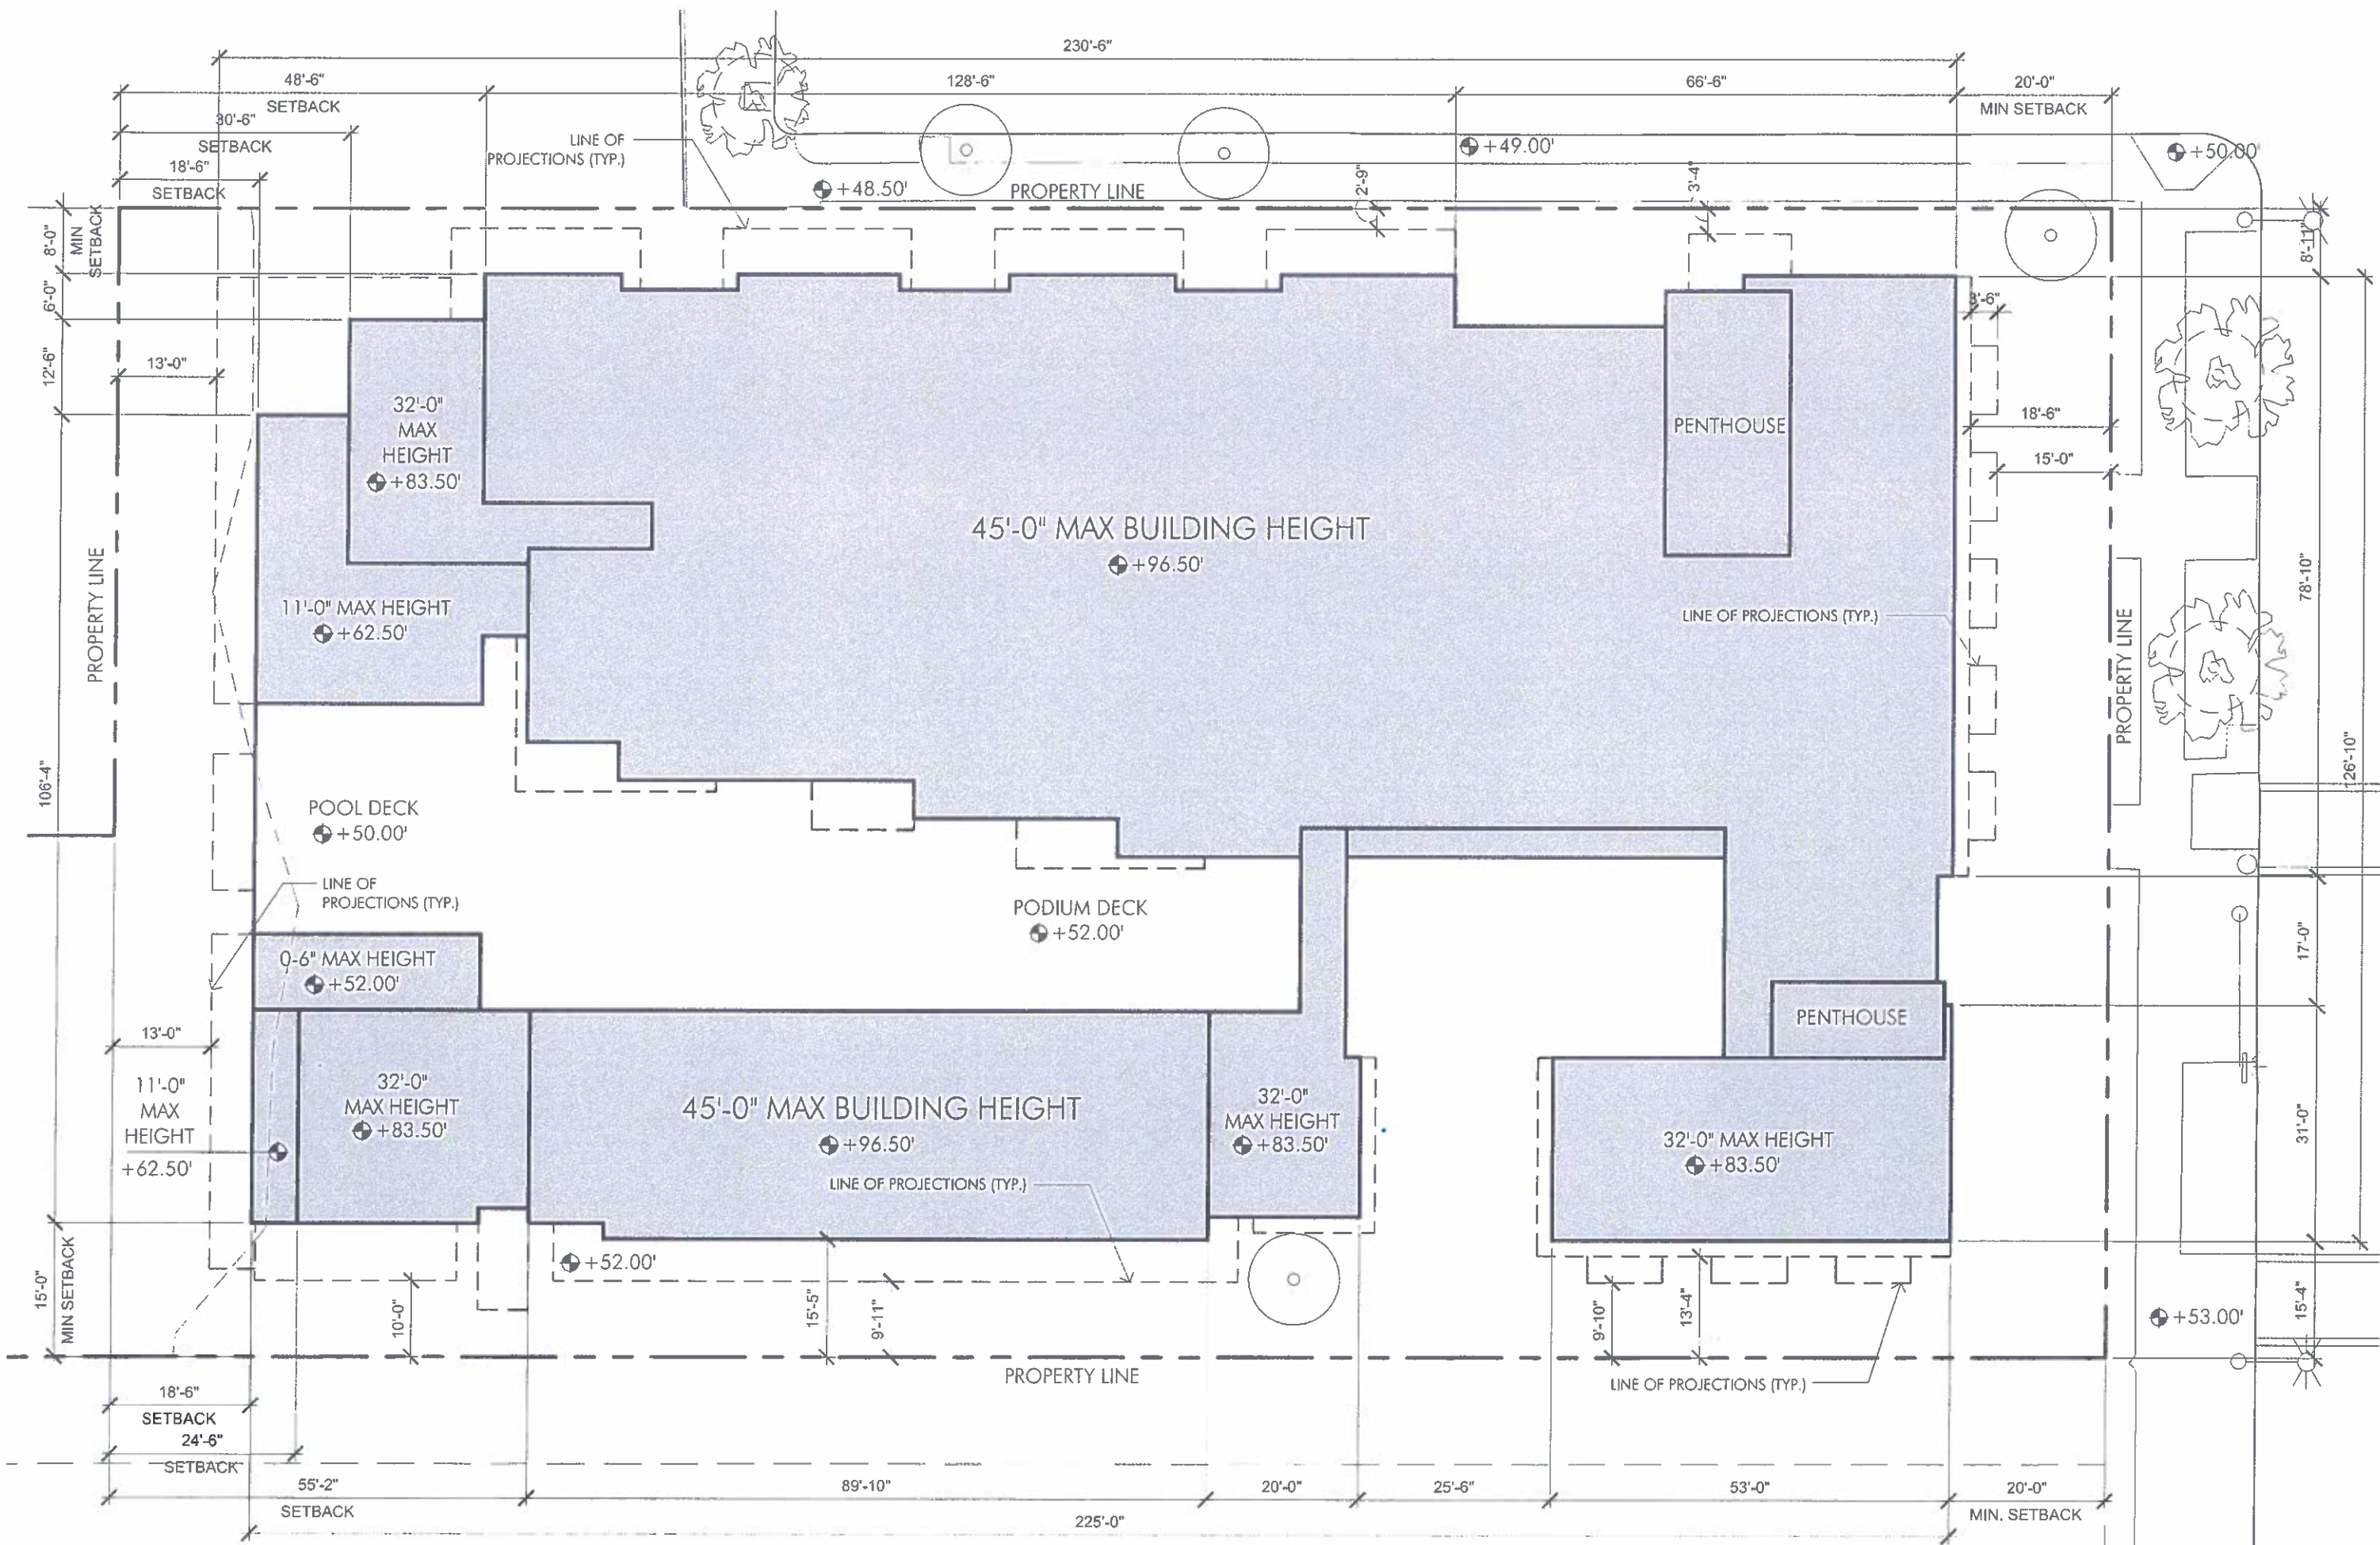 230'-6"
48'-6"
SETBACK
128'-6"
66'-6"
20'-0"
MIN SETBACK
30'-6"
SETBACK
18'-6"
SETBACK
LINE OF
PROJECTIONS (TYP.)
+48.50'
PROPERTY LINE
2'-9"
+49.00'
3'-4"
+50.00'
8'-0"
MIN
SETBACK
6'-0"
12'-6"
13'-0"
8'-11"
3'-6"
32'-0"
MAX
HEIGHT
+83.50'
PENTHOUSE
18'-6"
15'-0"
45'-0" MAX BUILDING HEIGHT
+96.50'
PROPERTY LINE
11'-0" MAX HEIGHT
+62.50'
LINE OF PROJECTIONS (TYP.)
PROPERTY LINE
78'-10"
126'-10"
106'-4"
POOL DECK
+50.00'
LINE OF
PROJECTIONS (TYP.)
PODIUM DECK
+52.00'
17'-0"
0-6" MAX HEIGHT
+52.00'
PENTHOUSE
13'-0"
11'-0"
MAX
HEIGHT
+62.50'
32'-0"
MAX HEIGHT
+83.50'
45'-0" MAX BUILDING HEIGHT
+96.50'
LINE OF PROJECTIONS (TYP.)
32'-0"
MAX HEIGHT
+83.50'
32'-0" MAX HEIGHT
+83.50'
31'-0"
15'-0"
MIN SETBACK
+52.00'
10'-0"
15'-5"
9'-11"
9'-10"
13'-4"
+53.00'
15'-4"
PROPERTY LINE
LINE OF PROJECTIONS (TYP.)
18'-6"
SETBACK
24'-6"
SETBACK
55'-2"
SETBACK
89'-10"
20'-0"
25'-6"
53'-0"
20'-0"
MIN. SETBACK
225'-0"